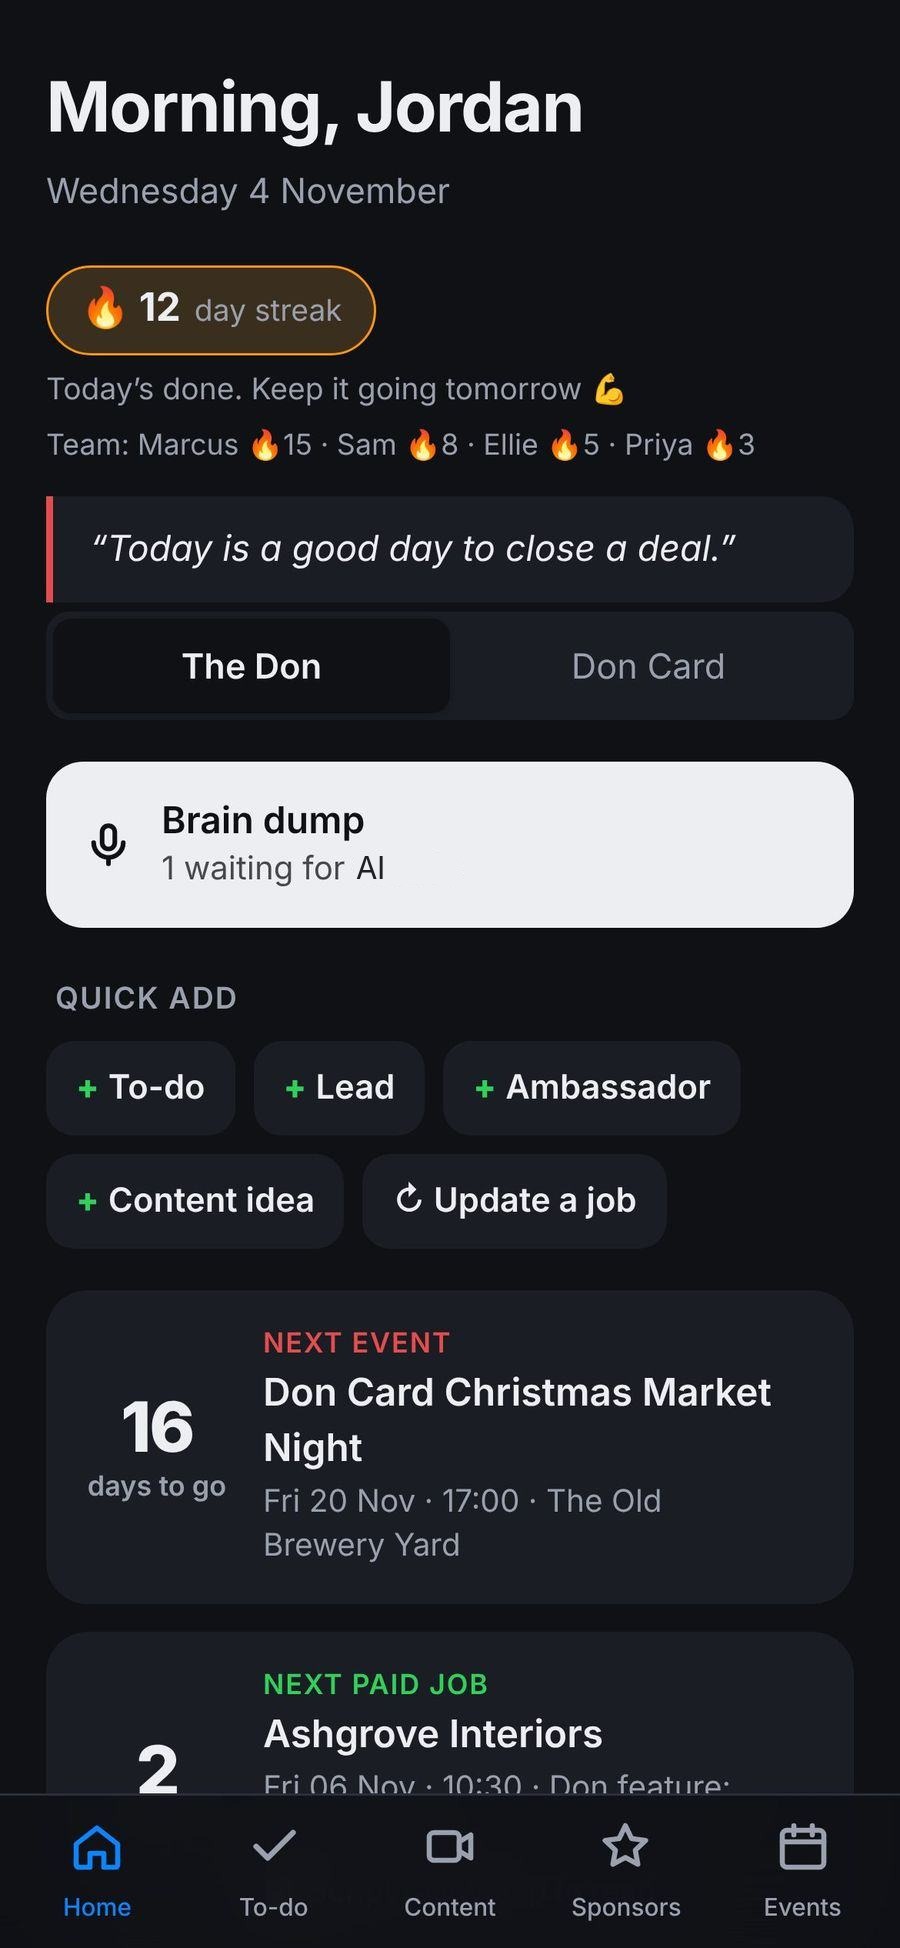 Morning, Jordan
Wednesday 4 November
🔥 12 day streak
Today’s done. Keep it going tomorrow 💪
Team: Marcus 🔥15 · Sam 🔥8 · Ellie 🔥5 · Priya 🔥3
“Today is a good day to close a deal.”
The Don
Don Card
Brain dump
1 waiting for AI
QUICK ADD
+ To-do
+ Lead
+ Ambassador
+ Content idea
↻ Update a job
NEXT EVENT
Don Card Christmas Market
Night
16
days to go
Fri 20 Nov · 17:00 · The Old
Brewery Yard
NEXT PAID JOB
Ashgrove Interiors
2
Fri 06 Nov · 10:30 · Don feature:
Home
To-do
Content
Sponsors
Events